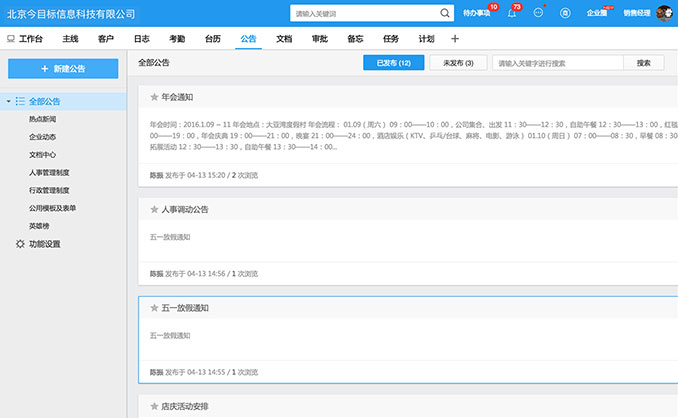 北京今目标信息科技有限公司
请输入关键词
待办事项 10
73
企业圈
销售经理
工作台 主线 客户 日志 考勤 台历 公告 文档 审批 备忘 任务 计划 +
+ 新建公告
全部公告
已发布 (12)
未发布 (3)
请输入关键字进行搜索
搜索
全部公告
热点新闻
企业动态
文档中心
人事管理制度
行政管理制度
公用模板及表单
英雄榜
功能设置
年会通知
年会时间：2016.1.09 ~ 11 年会地点：大亚湾度假村 年会流程： 01.09 ( 周六 ) 09：00——10：00，公司集合、出发 11：30——12：30，自助午餐 12：30——13：30，红毯
00——19：00，年会庆典 19：00——21：00，晚宴 21：00——24：00，酒店娱乐 ( KTV、乒乓/台球、麻将、电影、游泳 ) 01.10 ( 周日 ) 07：00——08：30，早餐 08：30
拓展活动 12：30——13：30，自助午餐 13：30——14：00...
陈振 发布于 04-13 15:20 / 2 次浏览
人事调动公告
五一放假通知
陈振 发布于 04-13 14:56 / 1 次浏览
五一放假通知
五一放假通知
陈振 发布于 04-13 14:55 / 1 次浏览
店庆活动安排